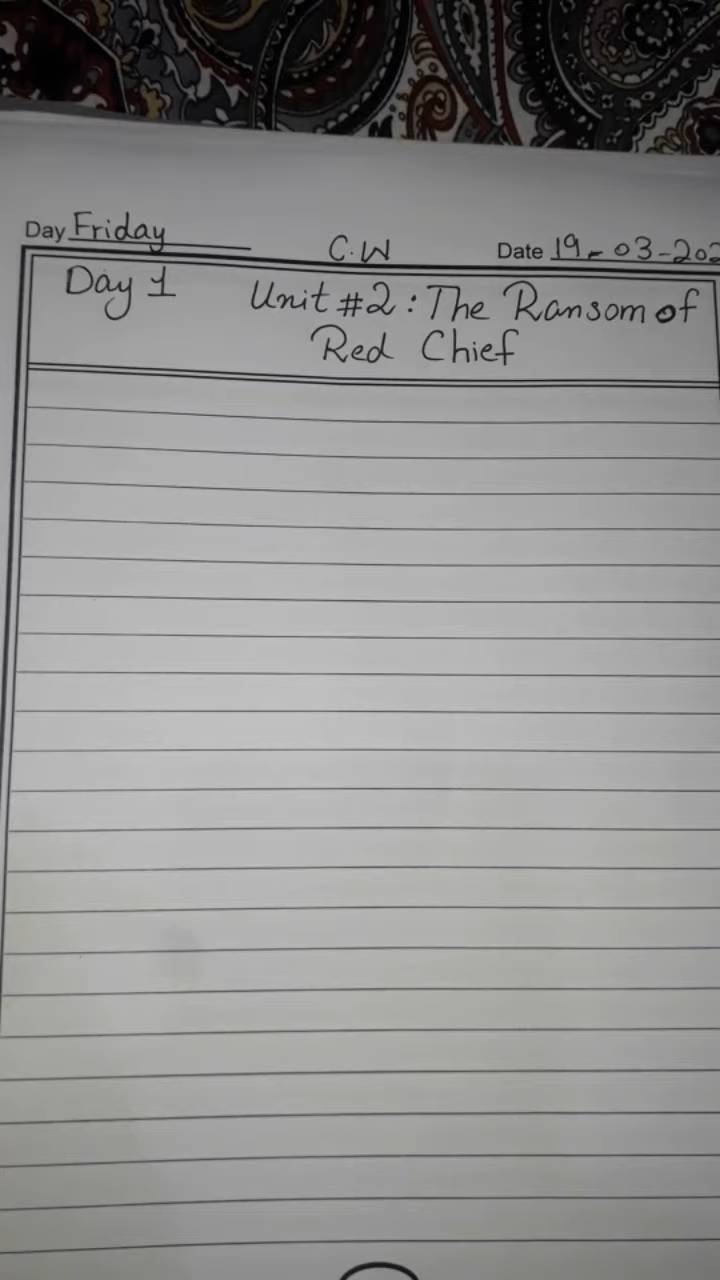 Day Friday C.W Date 19-03-202
Day 1 Unit #2: The Ransom of
Red Chief